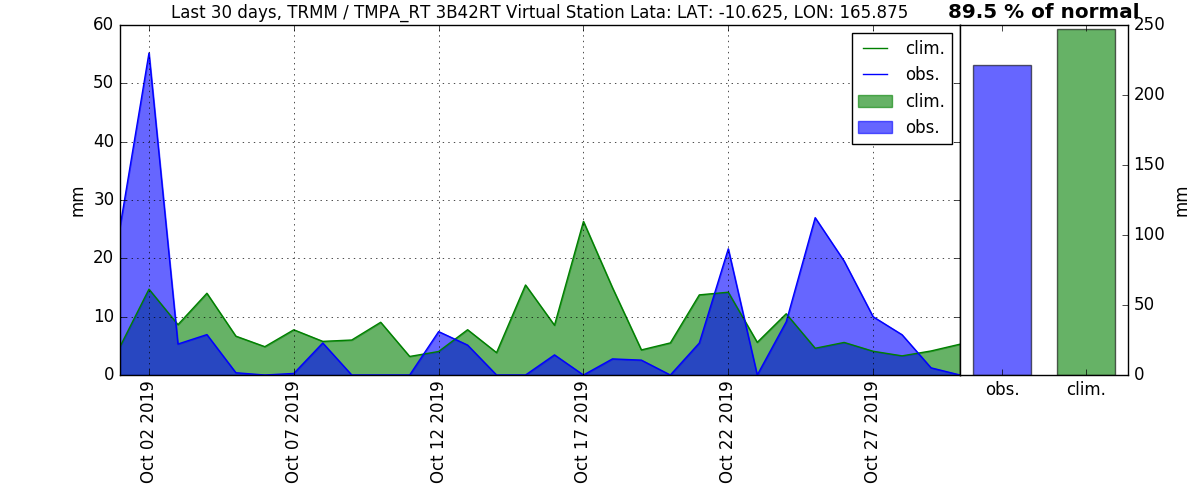 Last 30 days, TRMM / TMPA_RT 3B42RT Virtual Station Lata: LAT: -10.625, LON: 165.875
89.5 % of normal
60
50
40
30
20
10
0
mm
clim.
obs.
clim.
obs.
250
200
150
100
50
0
mm
obs.
clim.
Oct 02 2019
Oct 07 2019
Oct 12 2019
Oct 17 2019
Oct 22 2019
Oct 27 2019